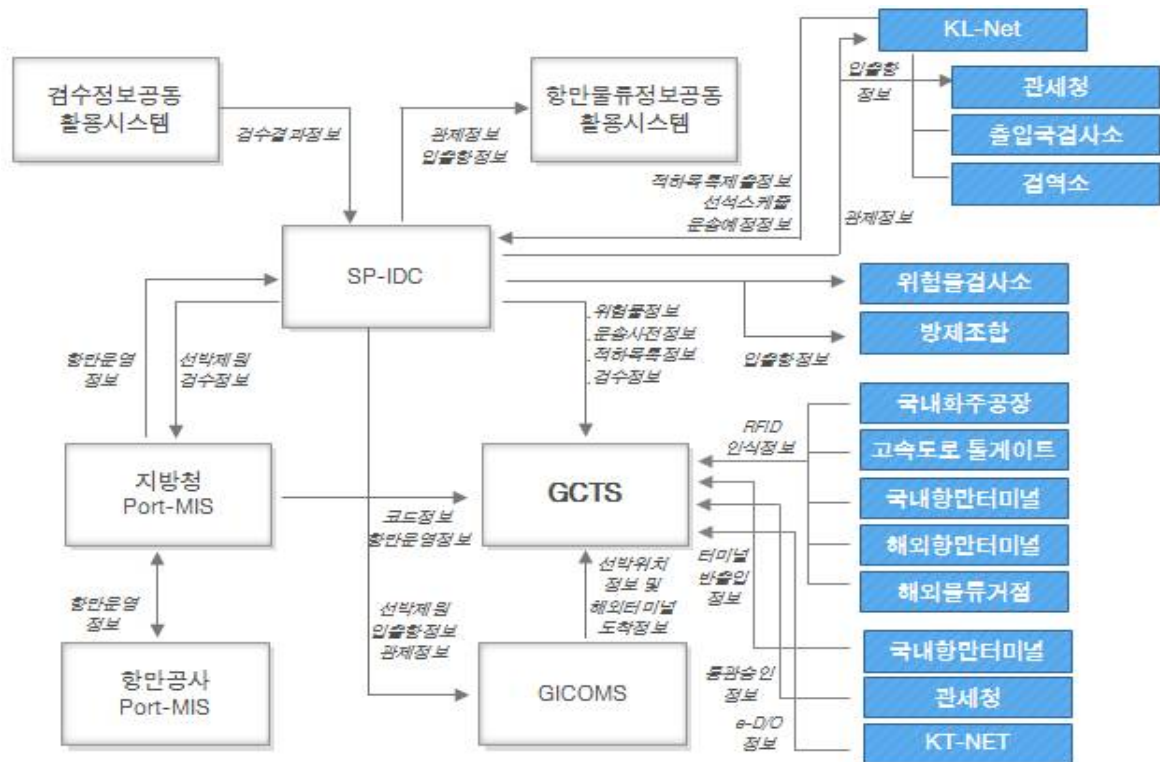 KL-Net
검수정보공동
활용시스템
항만물류정보공동
활용시스템
입출항
정보
관세청
출입국검사소
검역소
검수결과정보
관제정보
입출항정보
적하목록제출정보
선석스케쥴
운송예정정보
관제정보
SP-IDC
위험물검사소
방제조합
입출항정보
위험물정보
운송사전정보
적하목록정보
검수정보
항만운영
정보
선박제원
검수정보
국내화주공장
고속도로 톨게이트
국내항만터미널
해외항만터미널
해외물류거점
RFID
인식정보
지방청
Port-MIS
GCTS
코드정보
항만운영정보
선박위치
정보 및
해외터미널
도착정보
터미널
반출입
정보
항만운영
정보
선박제원
입출항정보
관제정보
항만공사
Port-MIS
GICOMS
통관승인
정보
e-D/O
정보
국내항만터미널
관세청
KT-NET